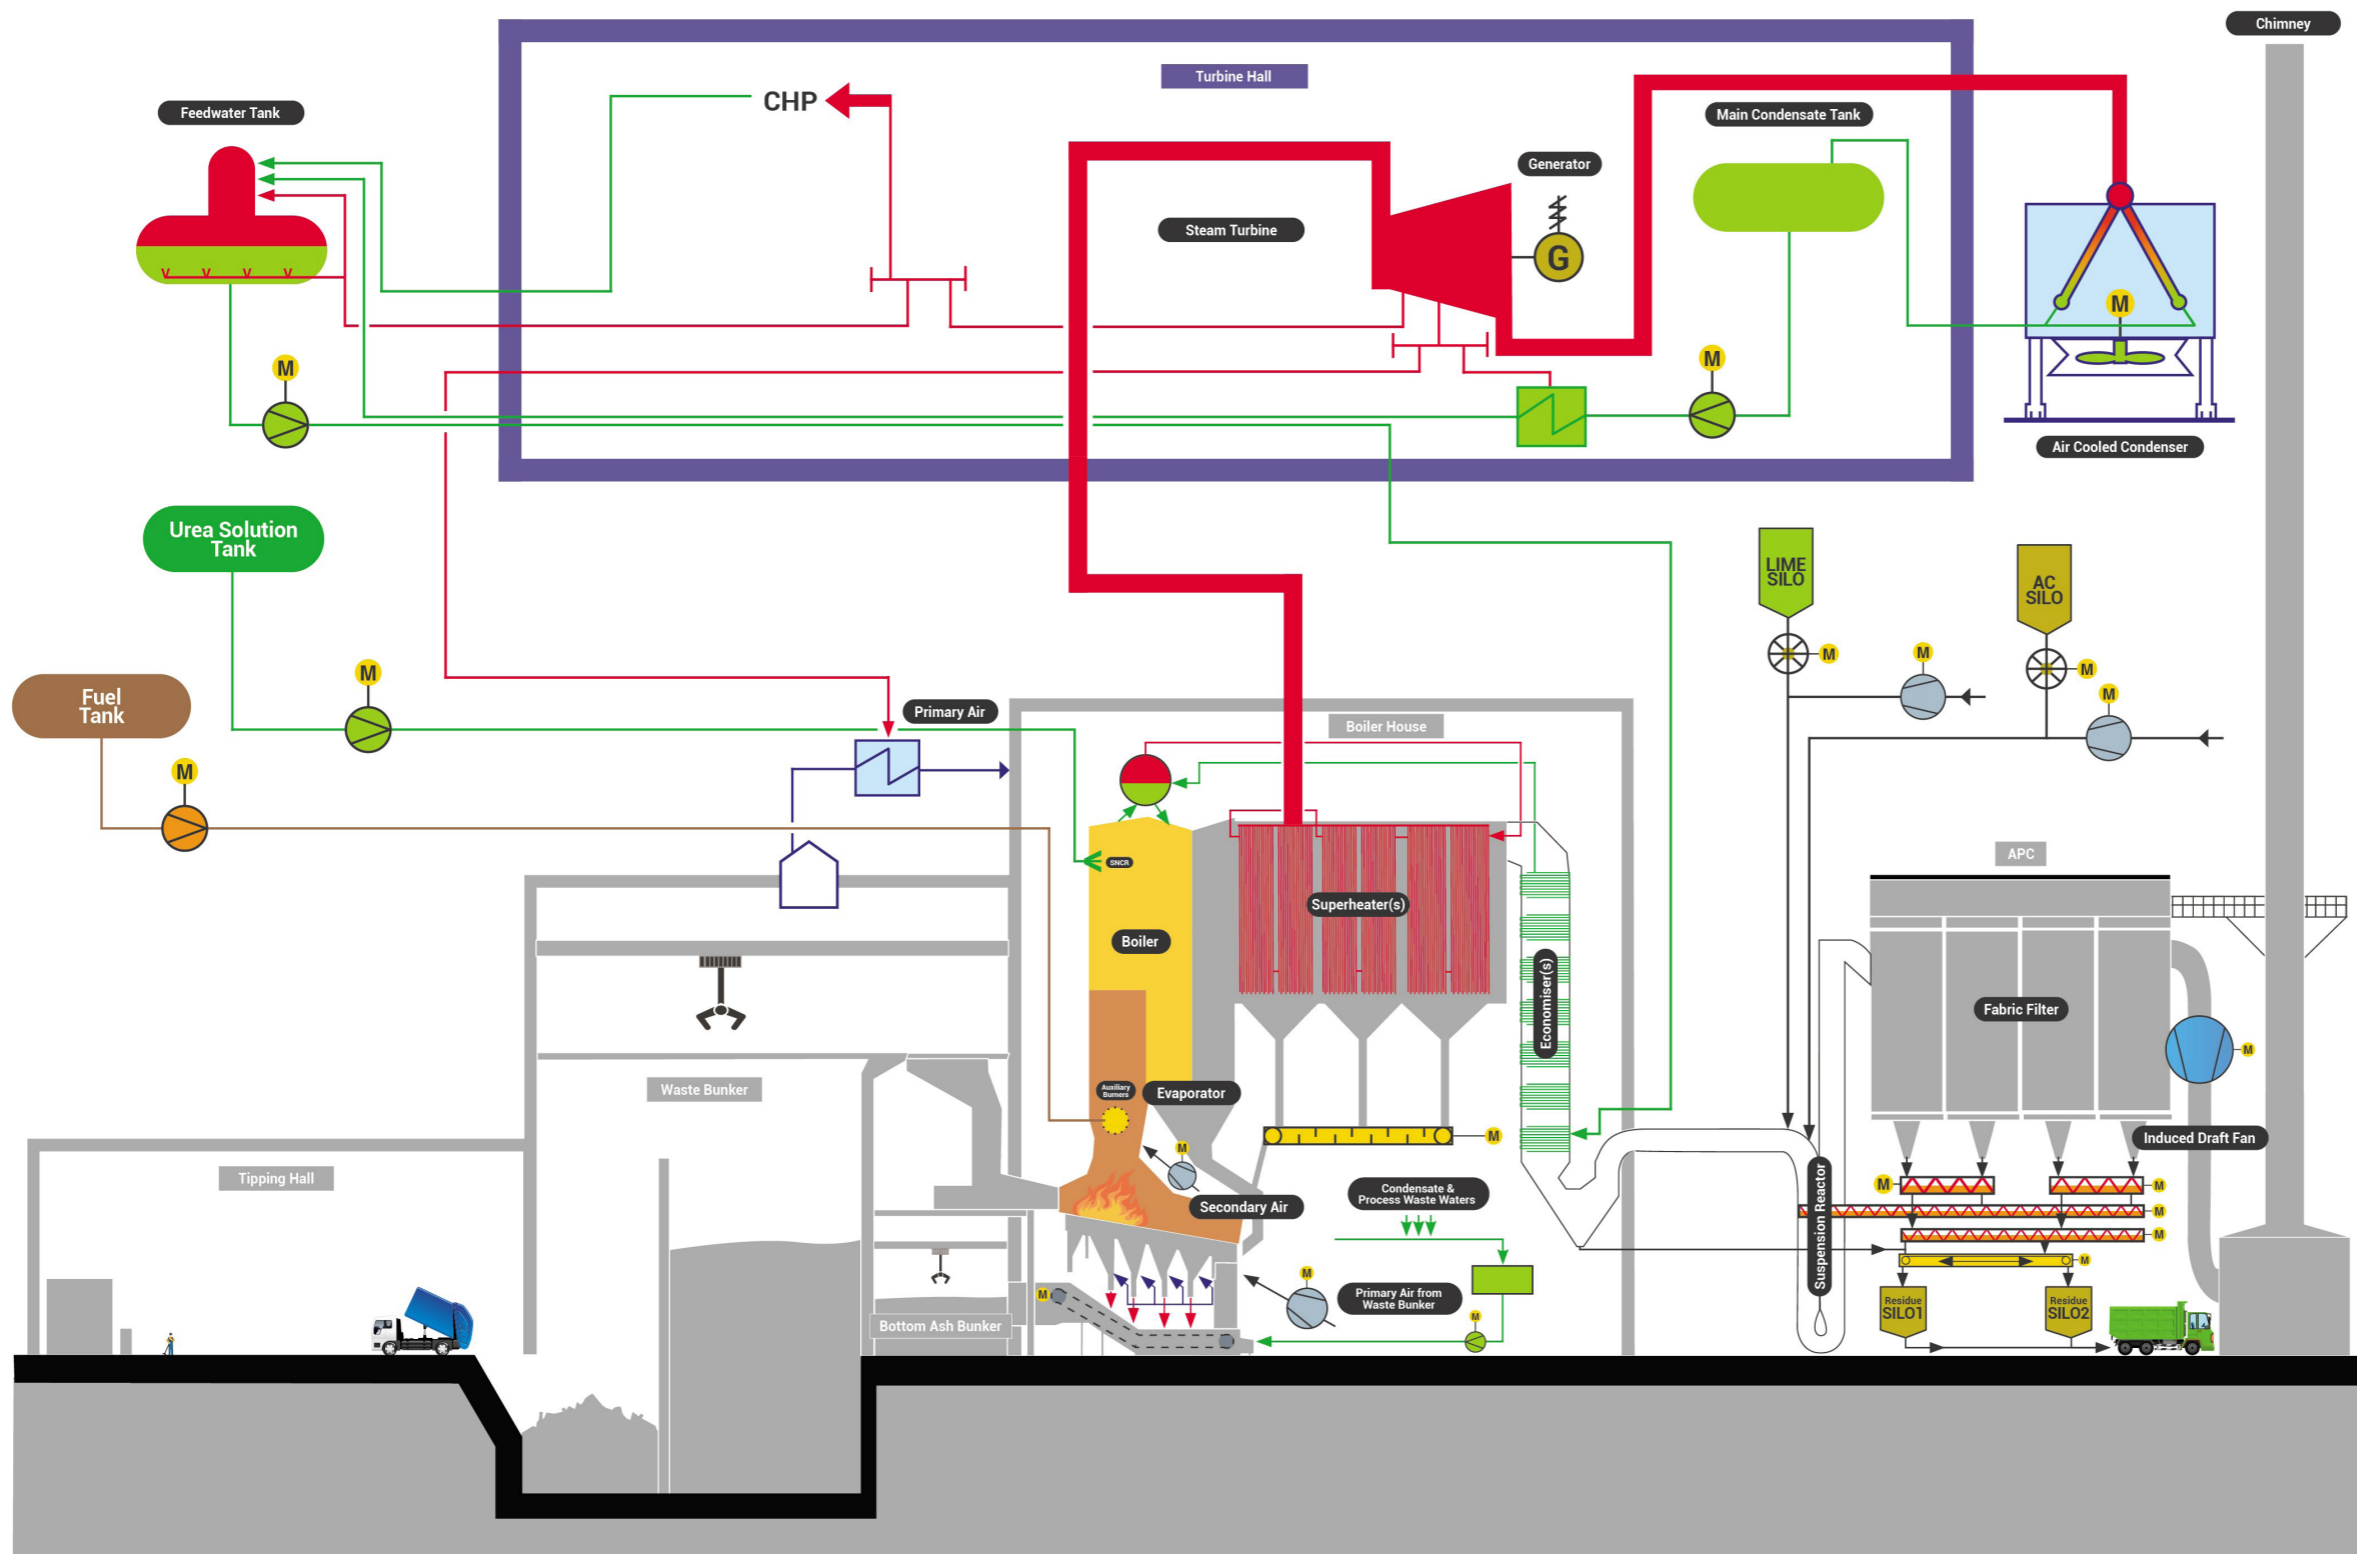 Chimney
Turbine Hall
CHP
Feedwater Tank
Main Condensate Tank
Generator
Steam Turbine
G
M
M
M
Air Cooled Condenser
Urea Solution
Tank
LIME
SILO
AC
SILO
M
M
M
M
M
Fuel
Tank
M
Primary Air
Boiler House
SNCR
APC
Superheater(s)
Boiler
Economiser(s)
Fabric Filter
M
Waste Bunker
Auxiliary
Burners
Evaporator
M
M
Induced Draft Fan
Tipping Hall
Suspension Reactor
Condensate &
Process Waste Waters
Secondary Air
M
M
M
M
M
M
M
Primary Air from
Waste Bunker
M
Bottom Ash Bunker
Residue
SILO1
Residue
SILO2